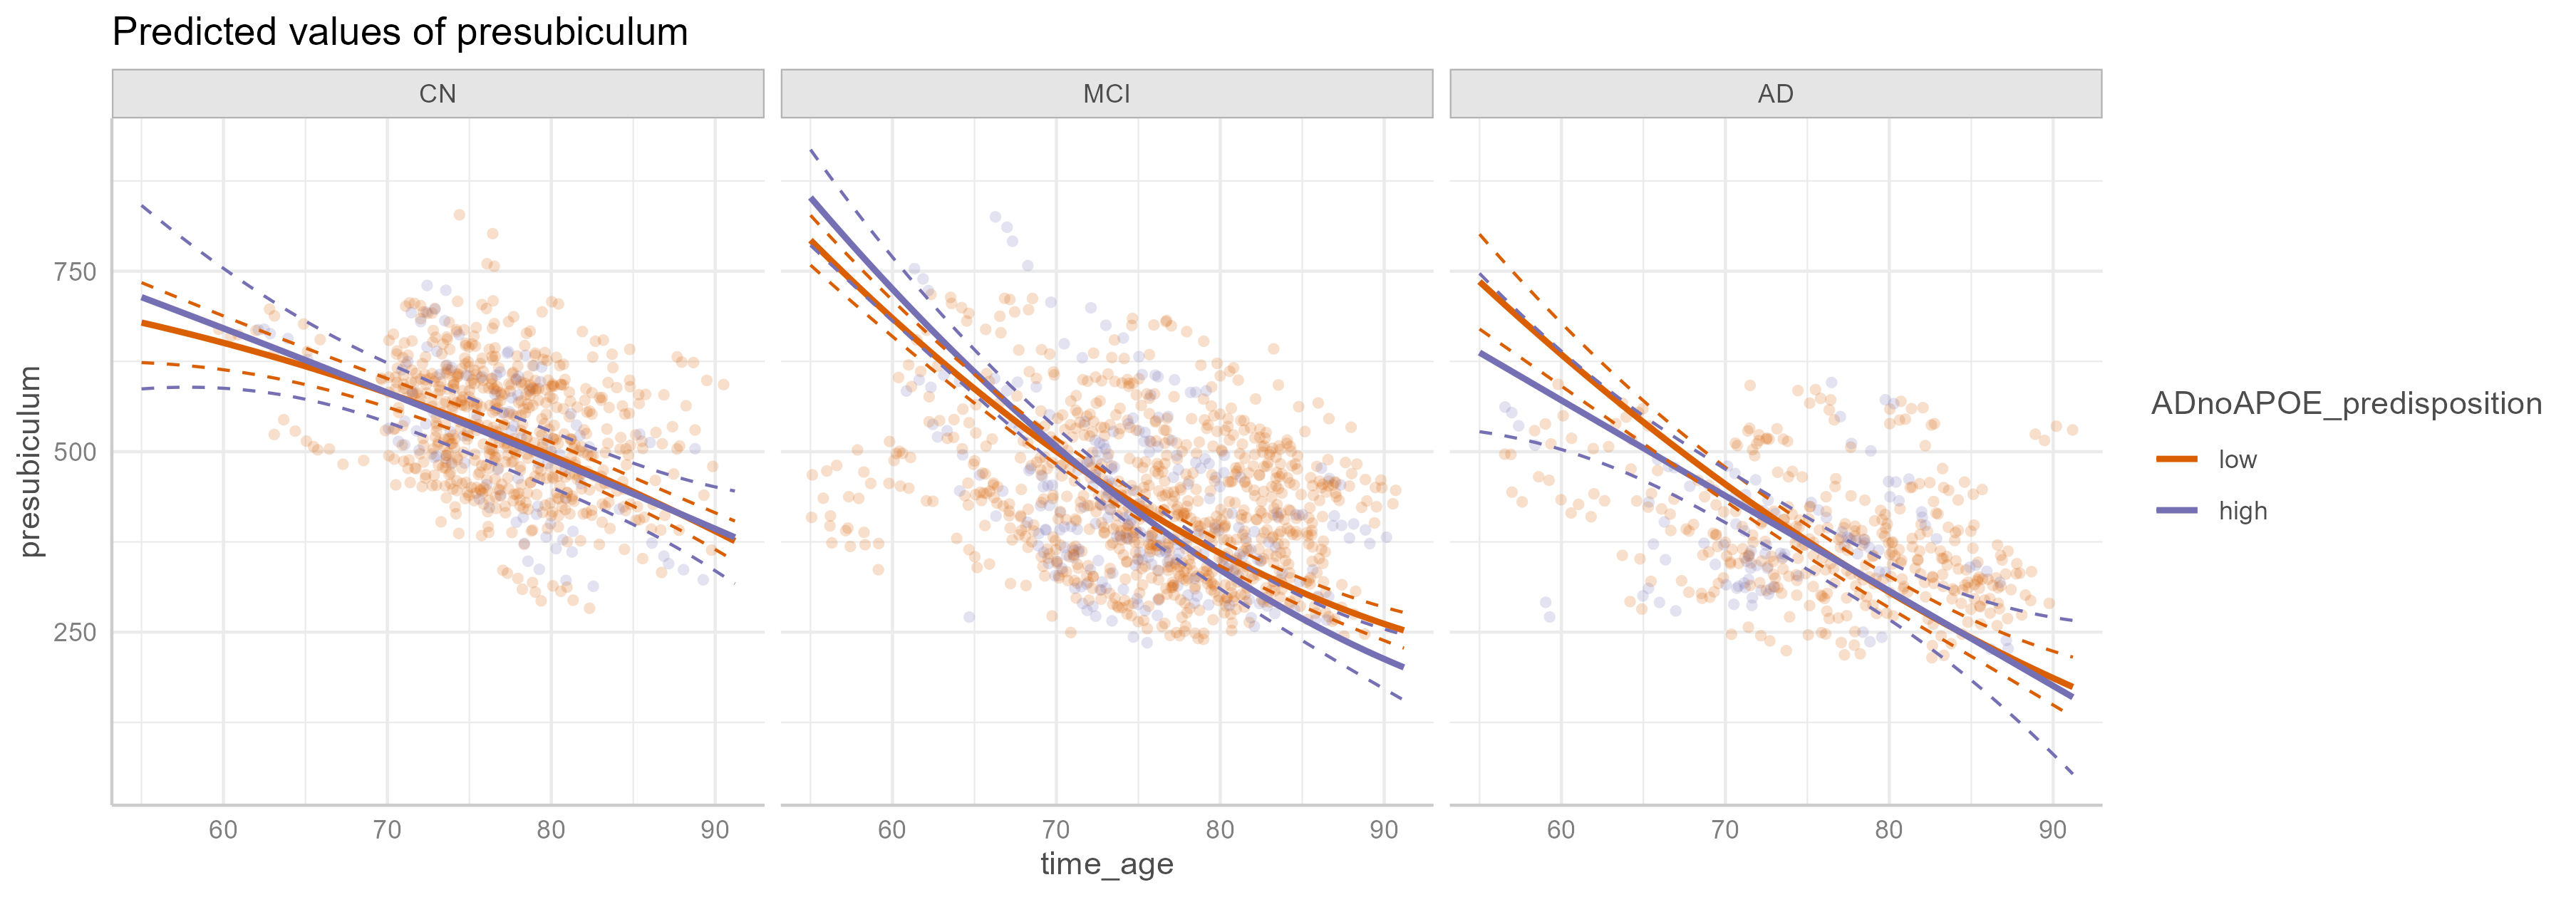 Predicted values of presubiculum
CN
MCI
AD
presubiculum
750
500
250
60
70
80
90
60
70
80
90
60
70
80
90
time_age
ADnoAPOE_predisposition
low
high